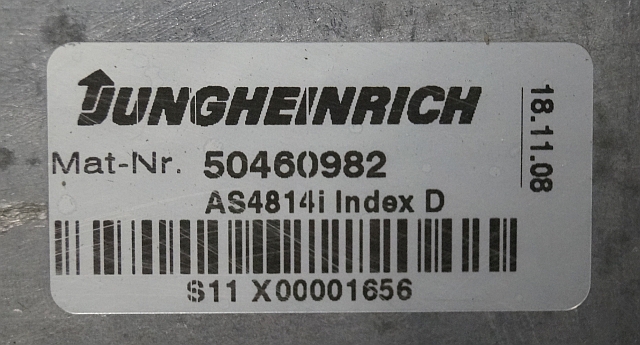 JUNGHEINRICH
Mat-Nr. 50460982
AS4814i Index D
S11 X00001656
18.11.08